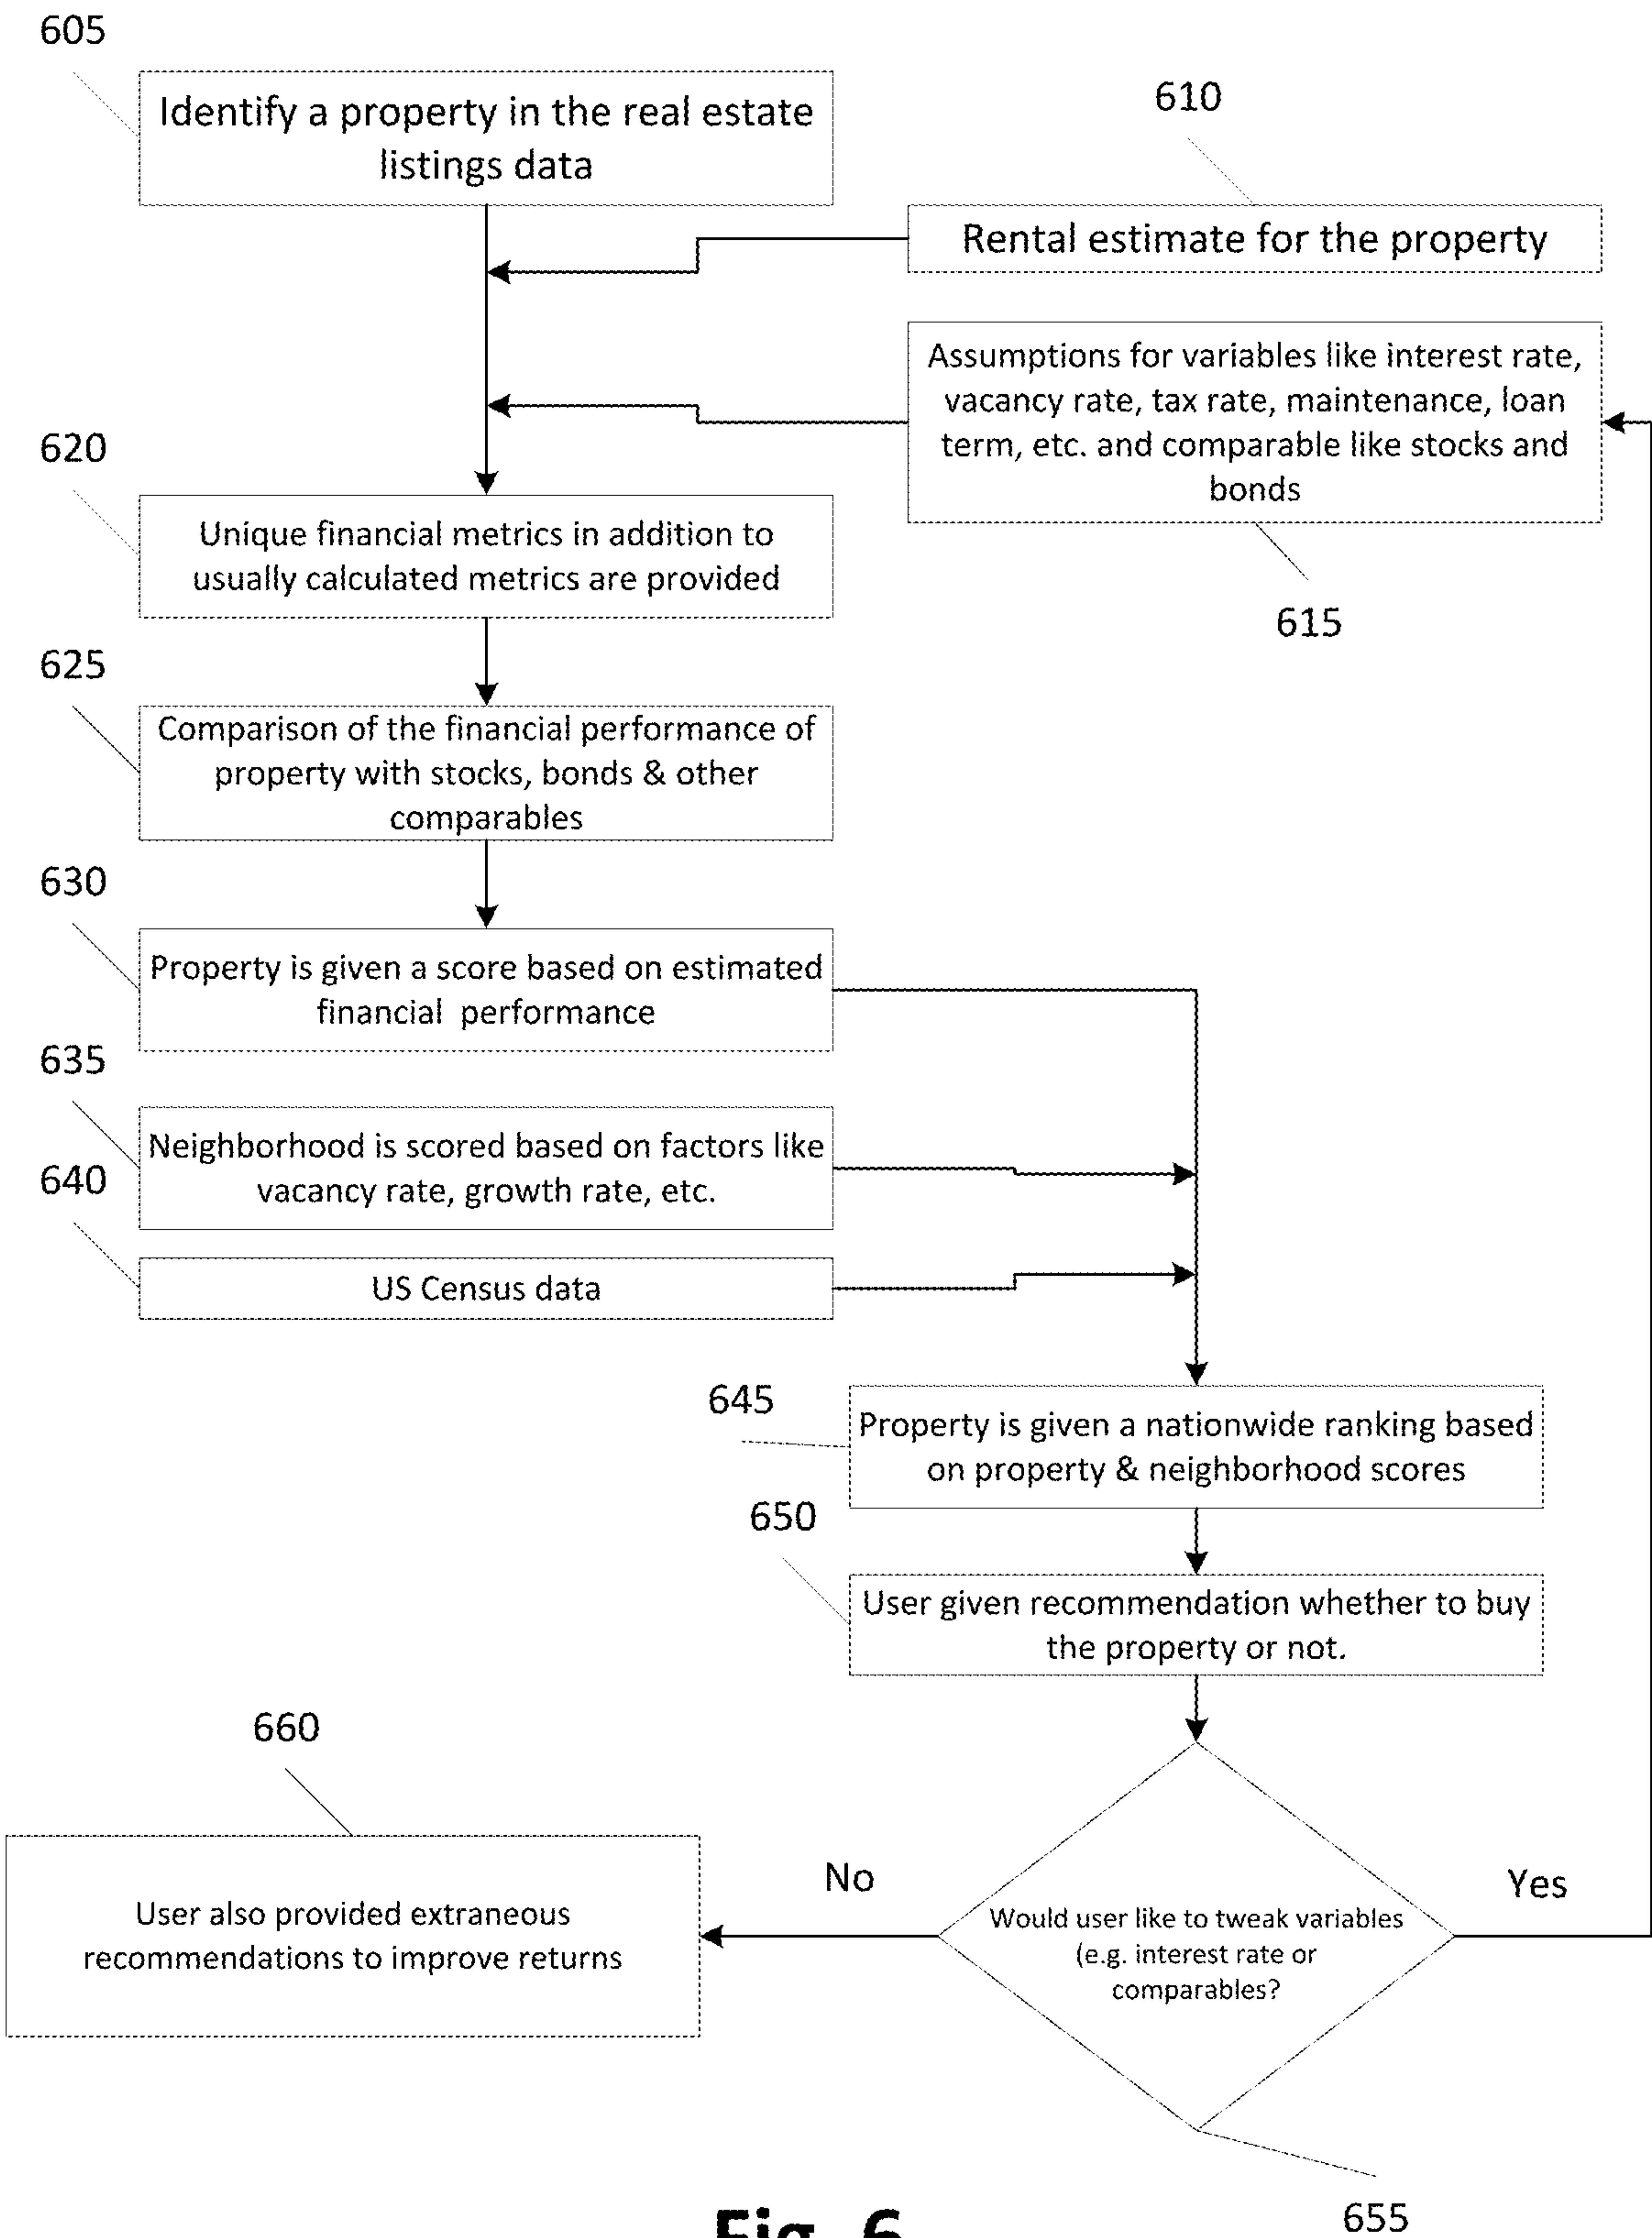 605
Identify a property in the real estate
listings data
610
Rental estimate for the property
Assumptions for variables like interest rate,
vacancy rate, tax rate, maintenance, loan
term, etc. and comparable like stocks and
bonds
615
620
Unique financial metrics in addition to
usually calculated metrics are provided
625
Comparison of the financial performance of
property with stocks, bonds & other
comparables
630
Property is given a score based on estimated
financial performance
635
Neighborhood is scored based on factors like
vacancy rate, growth rate, etc.
640
US Census data
645
Property is given a nationwide ranking based
on property & neighborhood scores
650
User given recommendation whether to buy
the property or not.
660
User also provided extraneous
recommendations to improve returns
No
Would user like to tweak variables
(e.g. interest rate or
comparables?
Yes
655
Fig. 6